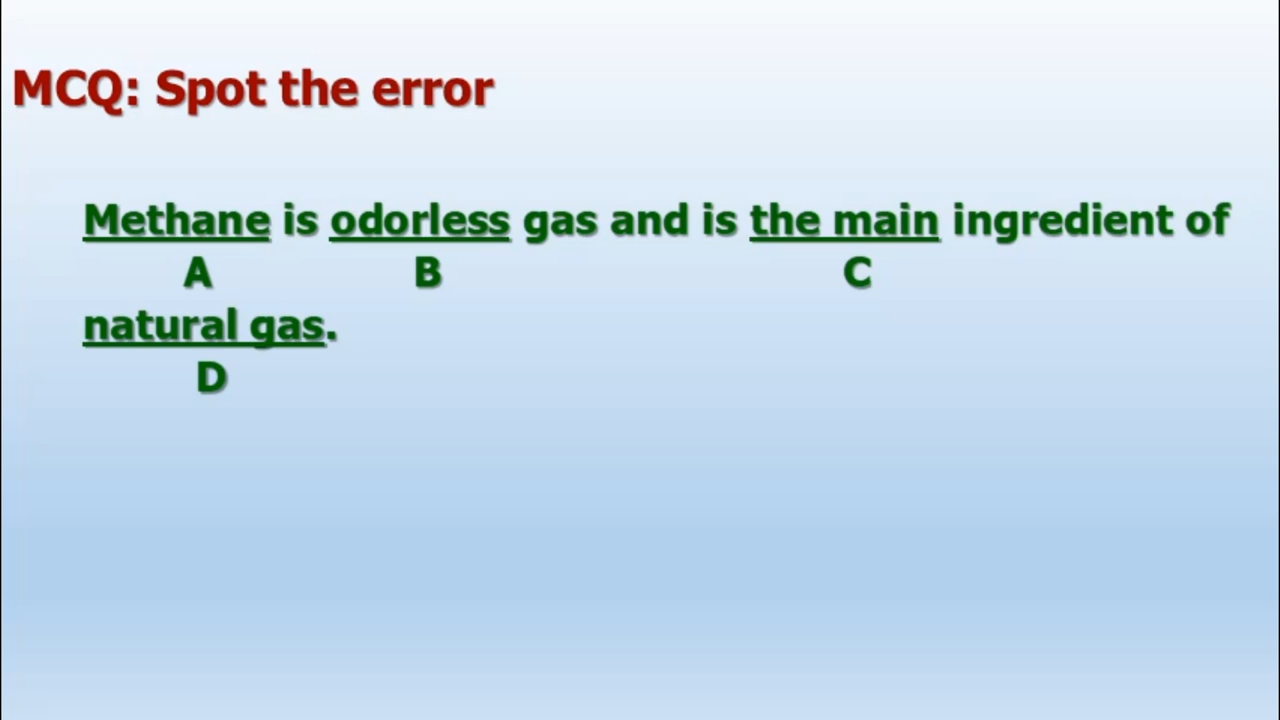 MCQ: Spot the error
Methane is odorless gas and is the main ingredient of
A B C
natural gas.
D